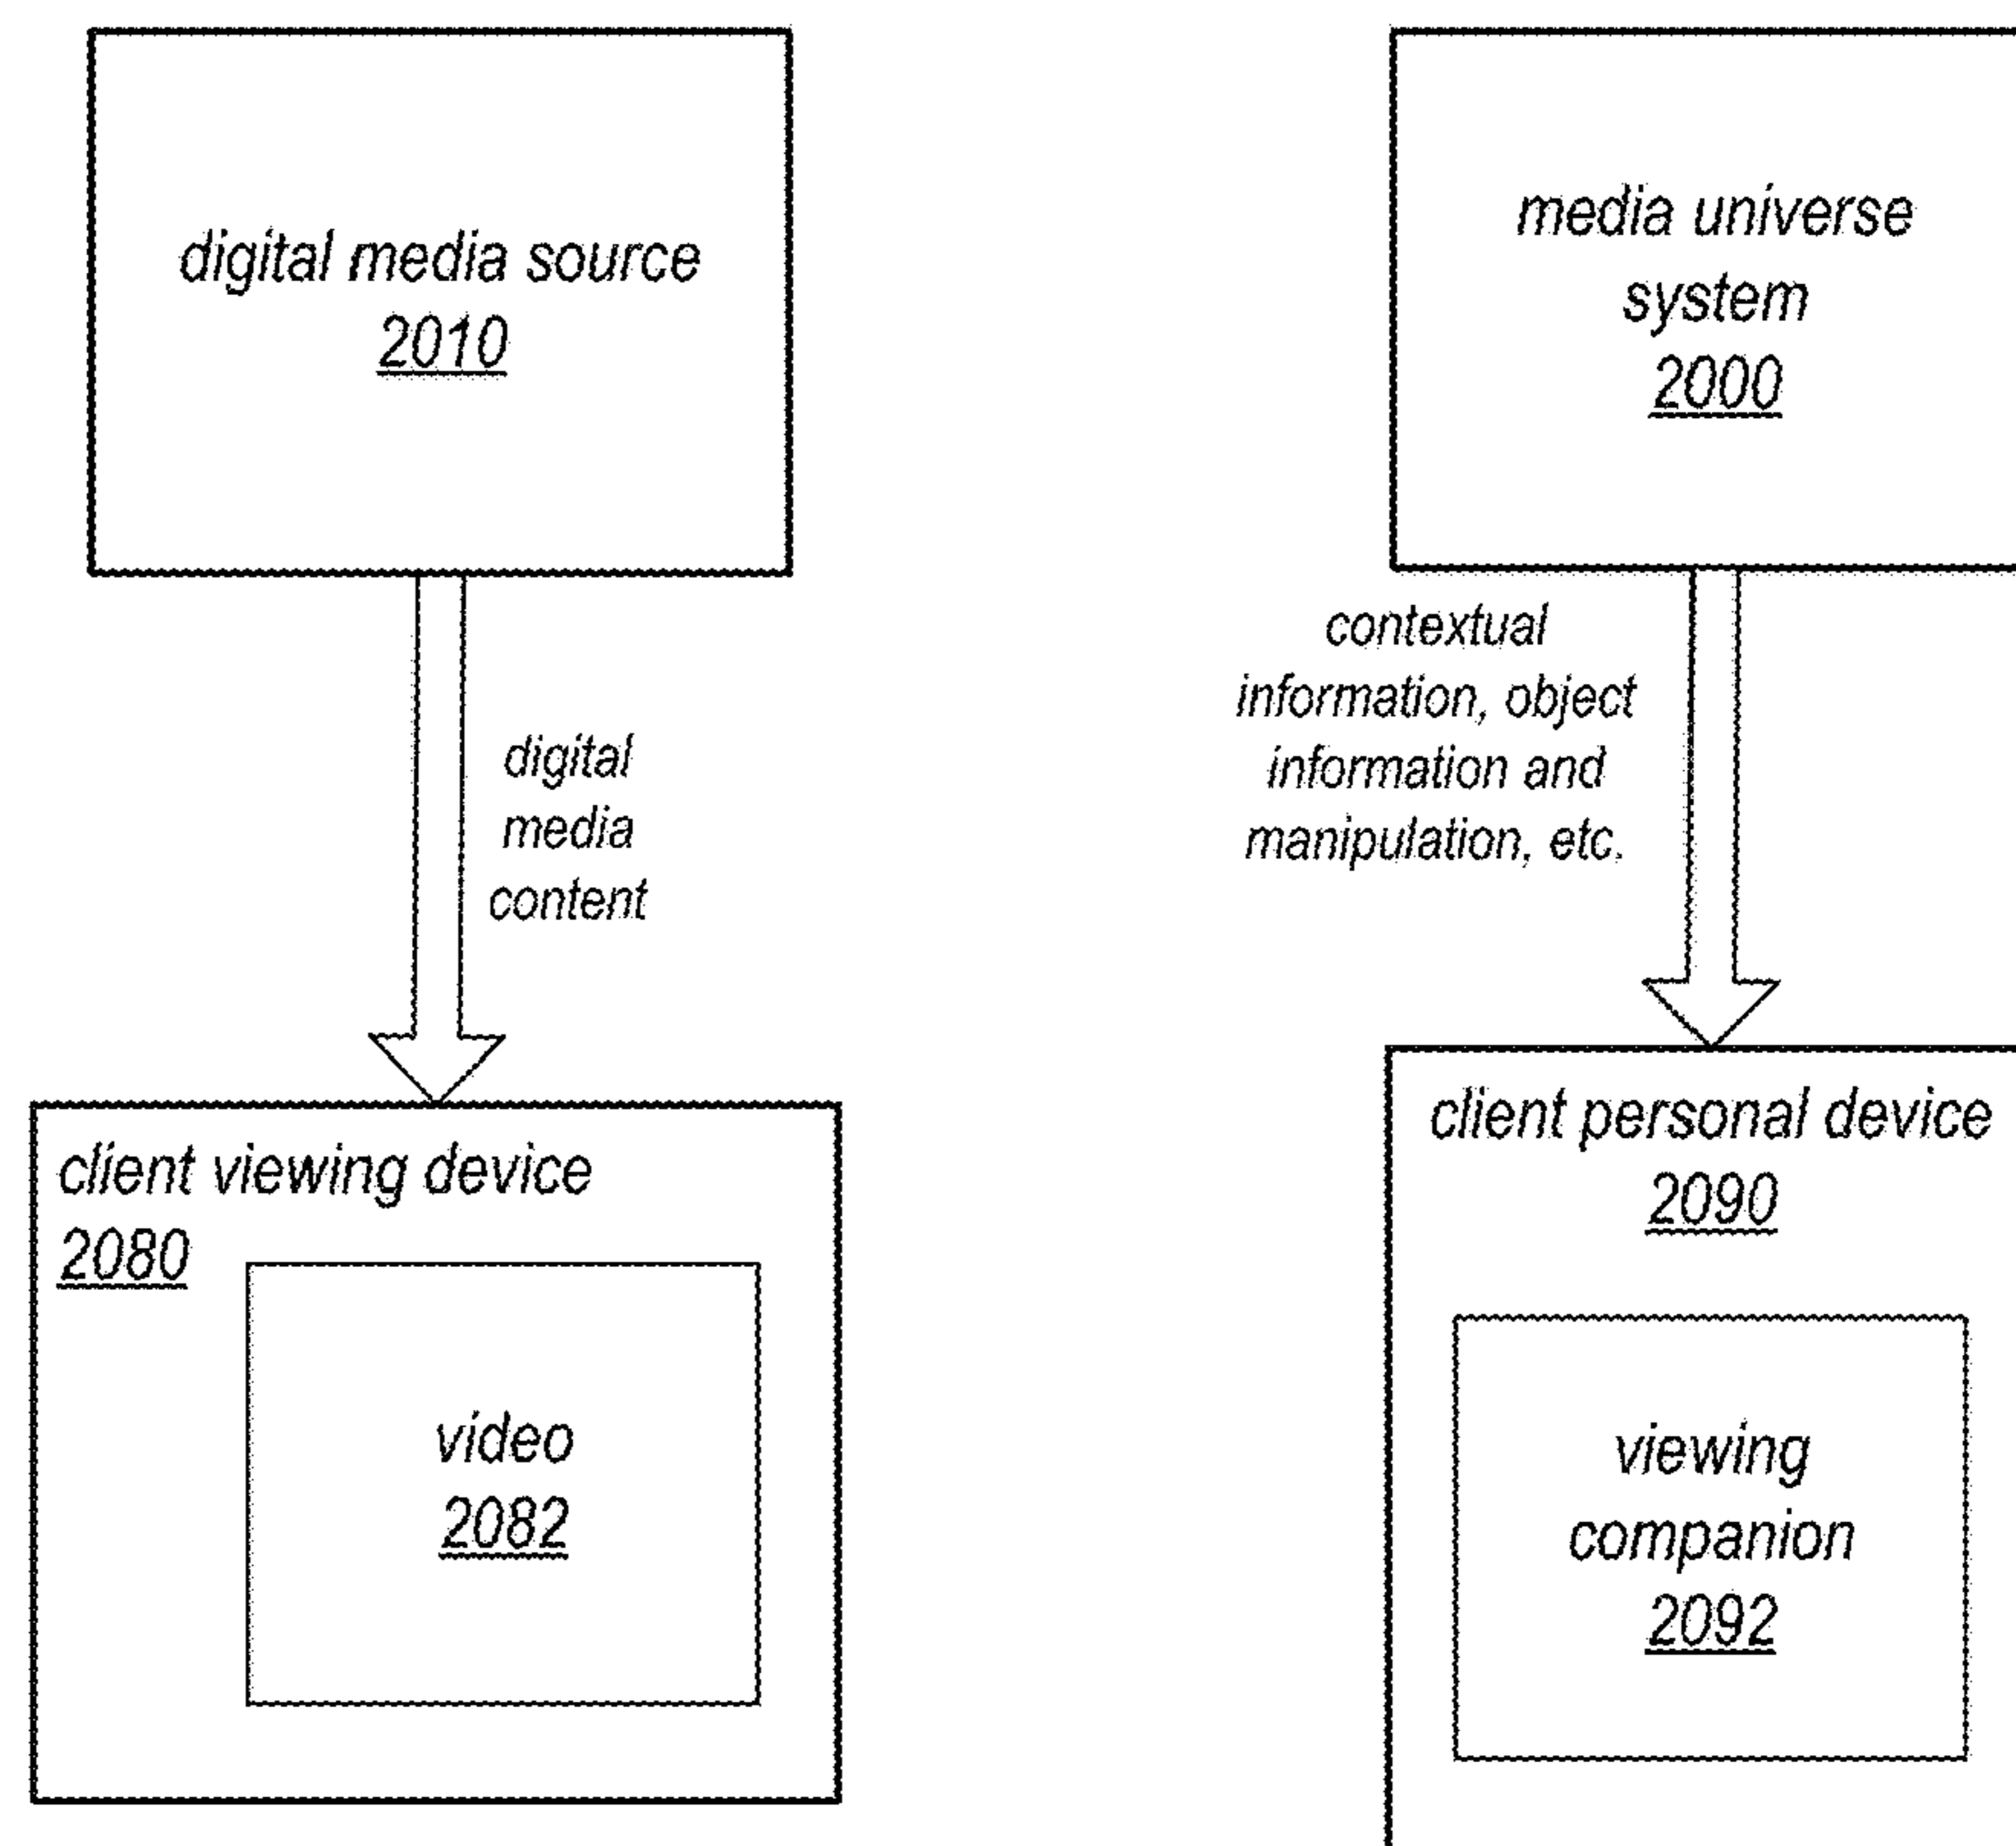 digital media source
2010
media universe
system
2000
digital
media
content
contextual
information, object
information and
manipulation, etc.
client viewing device
2080
video
2082
client personal device
2090
viewing
companion
2092